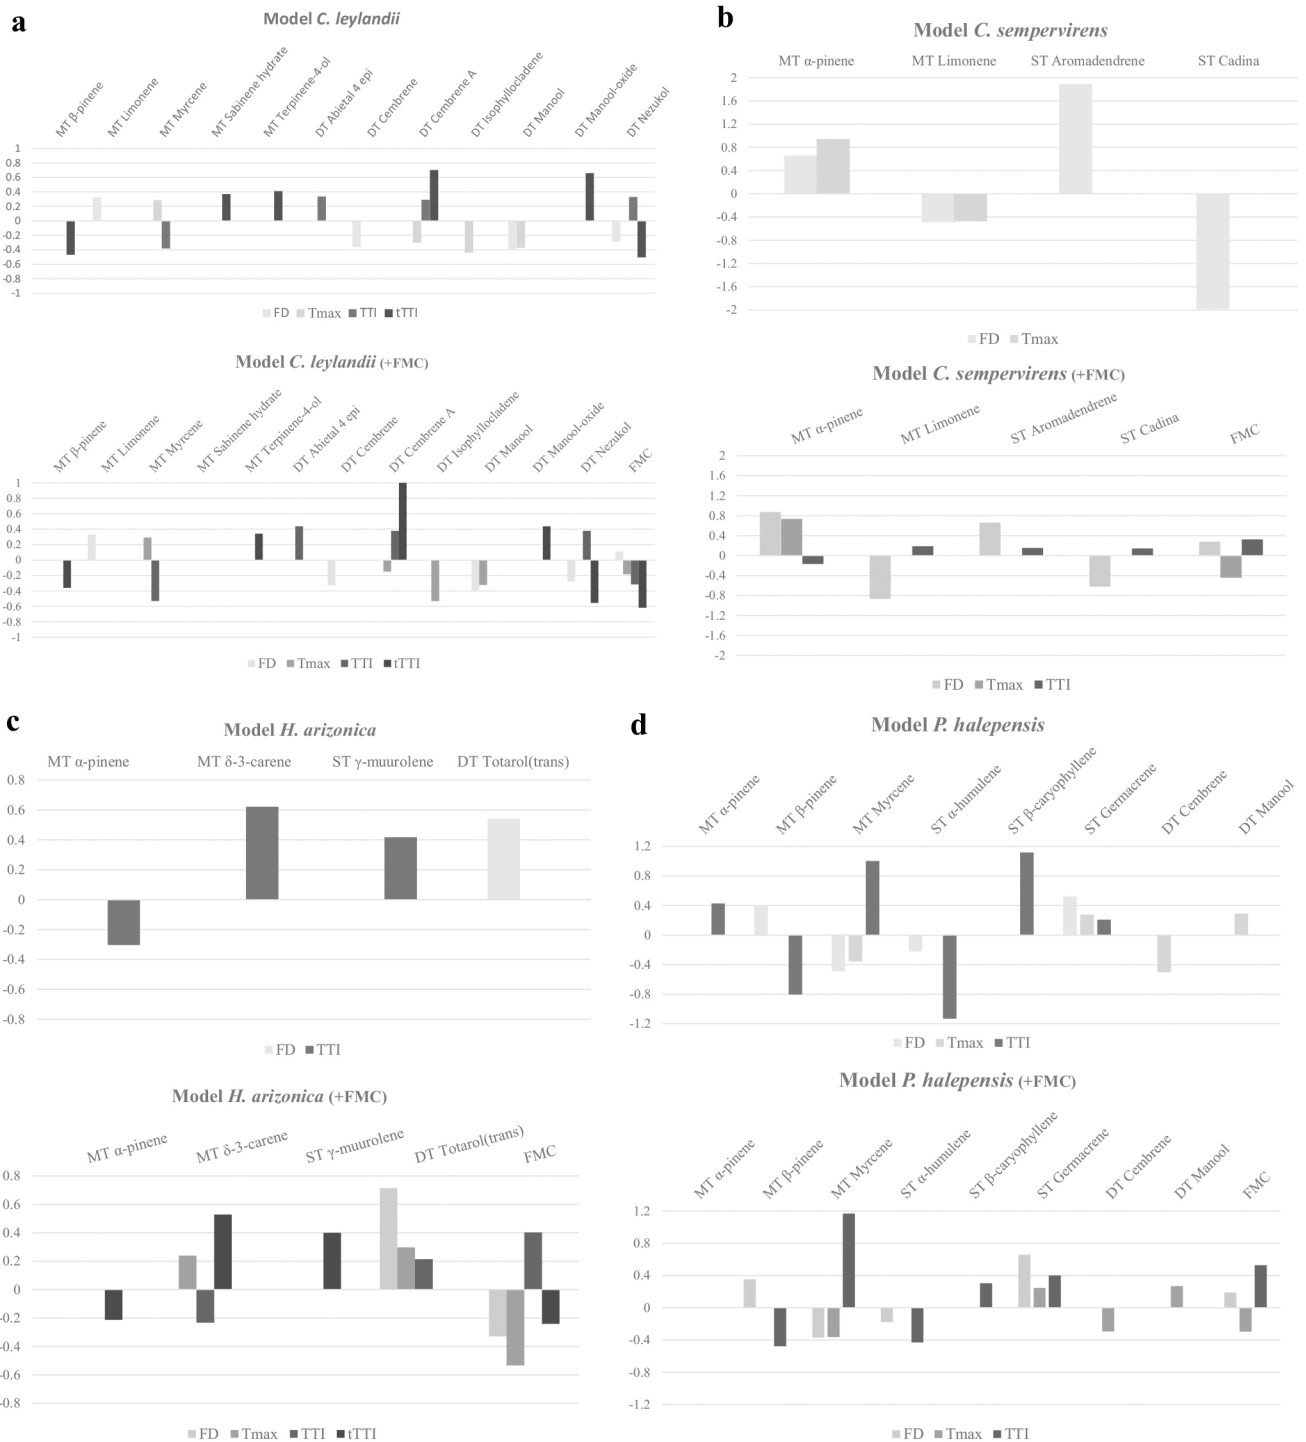 a
Model C. leylandii
MT β-pinene
MT Limonene
MT Myrcene
MT Sabinene hydrate
MT Terpinene-4-ol
DT Abietal 4 epi
DT Cembrene
DT Cembrene A
DT Isophyllocladene
DT Manool
DT Manool-oxide
DT Nezukol
1
0.8
0.6
0.4
0.2
0
-0.2
-0.4
-0.6
-0.8
-1
FD Tmax TTI tTTI
Model C. leylandii (+FMC)
MT β-pinene
MT Limonene
MT Myrcene
MT Sabinene hydrate
MT Terpinene-4-ol
DT Abietal 4 epi
DT Cembrene
DT Cembrene A
DT Isophyllocladene
DT Manool
DT Manool-oxide
DT Nezukol
FMC
1
0.8
0.6
0.4
0.2
0
-0.2
-0.4
-0.6
-0.8
-1
FD Tmax TTI tTTI
b
Model C. sempervirens
MT α-pinene MT Limonene ST Aromadendrene ST Cadina
2
1.6
1.2
0.8
0.4
0
-0.4
-0.8
-1.2
-1.6
-2
FD Tmax
Model C. sempervirens (+FMC)
MT α-pinene
MT Limonene
ST Aromadendrene
ST Cadina
FMC
2
1.6
1.2
0.8
0.4
0
-0.4
-0.8
-1.2
-1.6
-2
FD Tmax TTI
c
Model H. arizonica
MT α-pinene MT δ-3-carene ST γ-muurolene DT Totarol(trans)
0.8
0.6
0.4
0.2
0
-0.2
-0.4
-0.6
-0.8
FD TTI
Model H. arizonica (+FMC)
MT α-pinene
MT δ-3-carene
ST γ-muurolene
DT Totarol(trans)
FMC
0.8
0.6
0.4
0.2
0
-0.2
-0.4
-0.6
-0.8
FD Tmax TTI tTTI
d
Model P. halepensis
MT α-pinene
MT β-pinene
MT Myrcene
ST α-humulene
ST β-caryophyllene
ST Germacrene
DT Cembrene
DT Manool
1.2
0.8
0.4
0
-0.4
-0.8
-1.2
FD Tmax TTI
Model P. halepensis (+FMC)
MT α-pinene
MT β-pinene
MT Myrcene
ST α-humulene
ST β-caryophyllene
ST Germacrene
DT Cembrene
DT Manool
FMC
1.2
0.8
0.4
0
-0.4
-0.8
-1.2
FD Tmax TTI